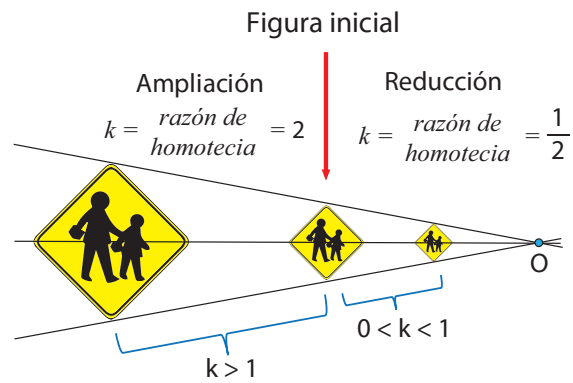 Figura inicial
Ampliación
k = razón de / homotecia = 2
Reducción
k = razón de / homotecia = 1/2
O
0 < k < 1
k > 1